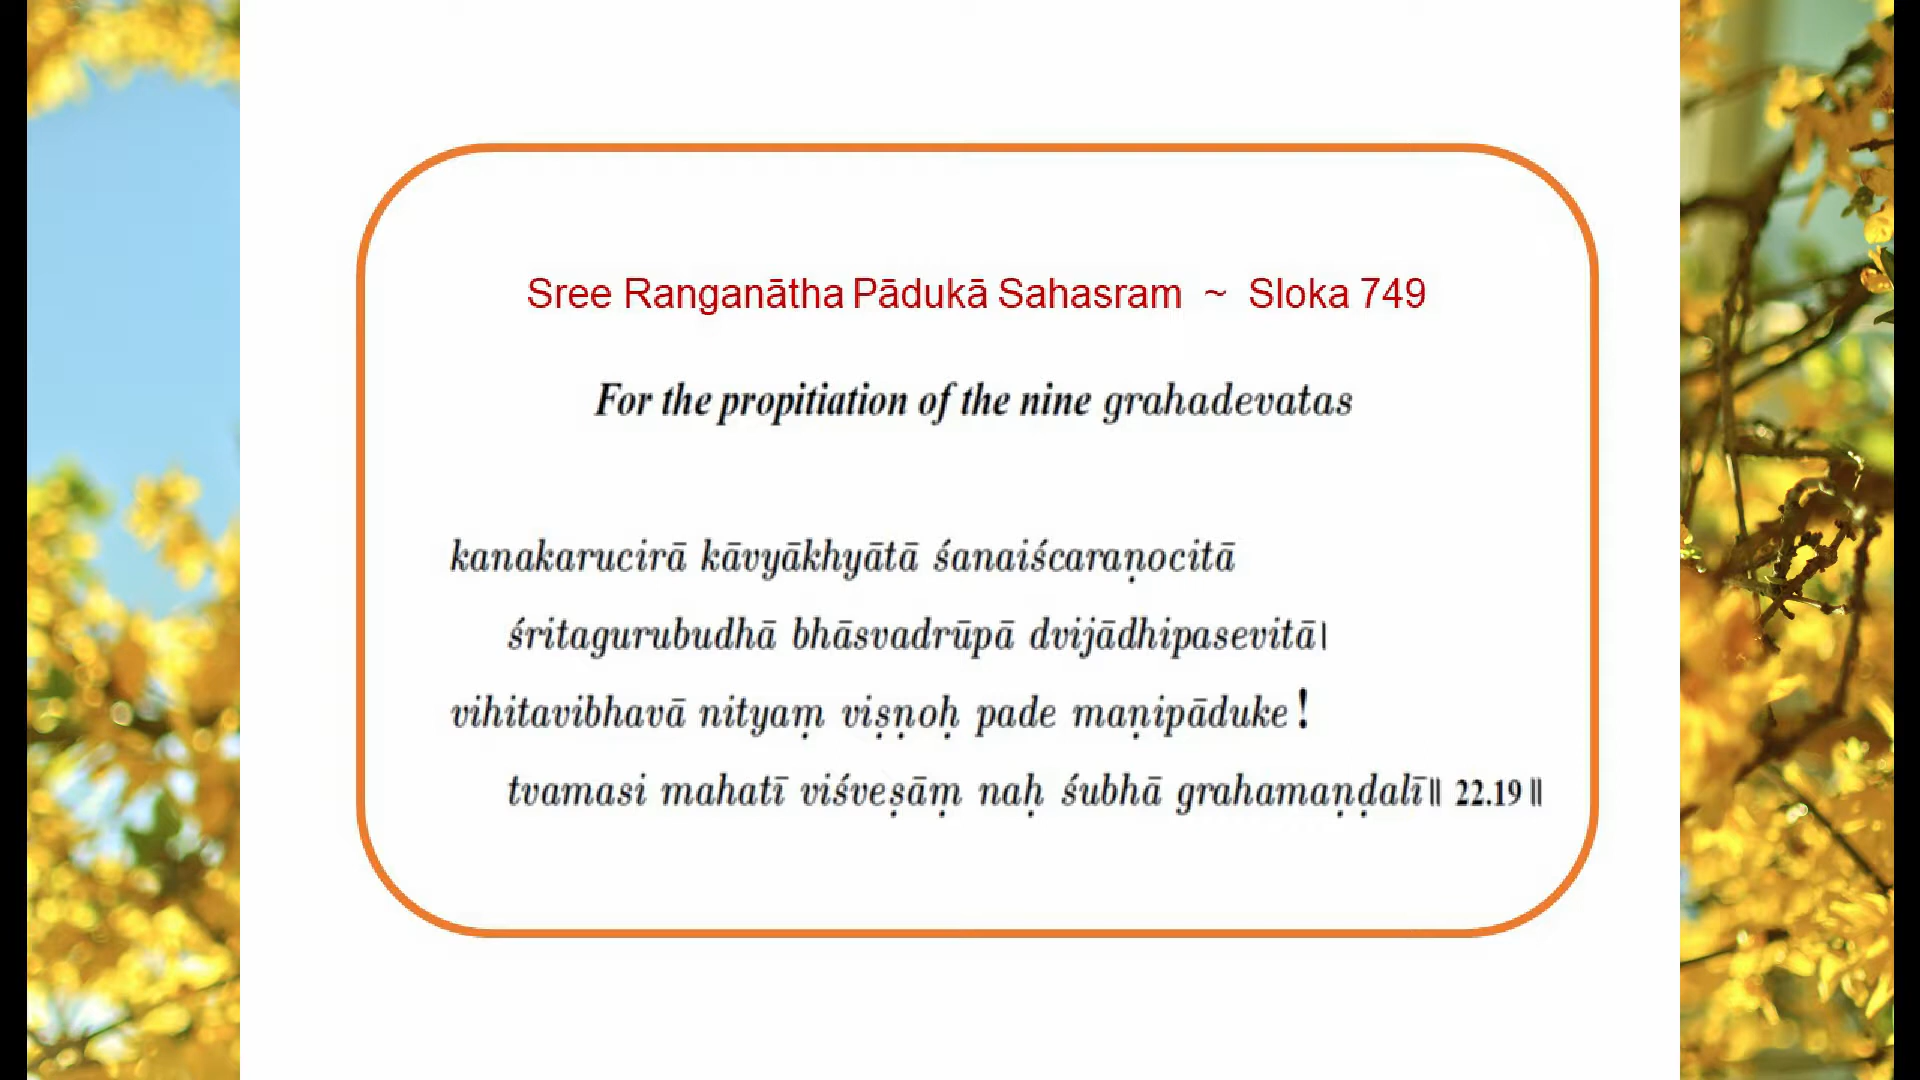 Sree Ranganātha Pādukā Sahasram ~ Sloka 749
For the propitiation of the nine grahadevatas
kanakarucirā kāvyākhyātā śanaiścaraṇocitā
śritagurubudhā bhāsvadrūpā dvijādhipasevitā|
vihitavibhavā nityaṃ viṣṇoḥ pade maṇipāduke!
tvamasi mahatī viśveṣāṃ naḥ śubhā grahamaṇḍalī|| 22.19 ||